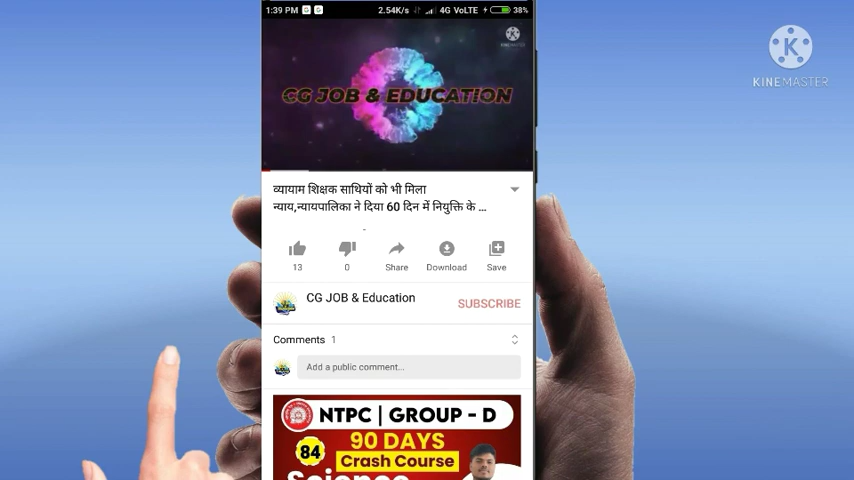 1:39 PM
2.54K/s 4G VoLTE 38%
KINEMASTER
KINEMASTER
CG JOB & EDUCATION
व्यायाम शिक्षक साथियों को भी मिला
न्याय,न्यायपालिका ने दिया 60 दिन में नियुक्ति के ...
13 0 Share Download Save
CG JOB & Education SUBSCRIBE
Comments 1
Add a public comment...
NTPC | GROUP - D
90 DAYS
84 Crash Course
Science